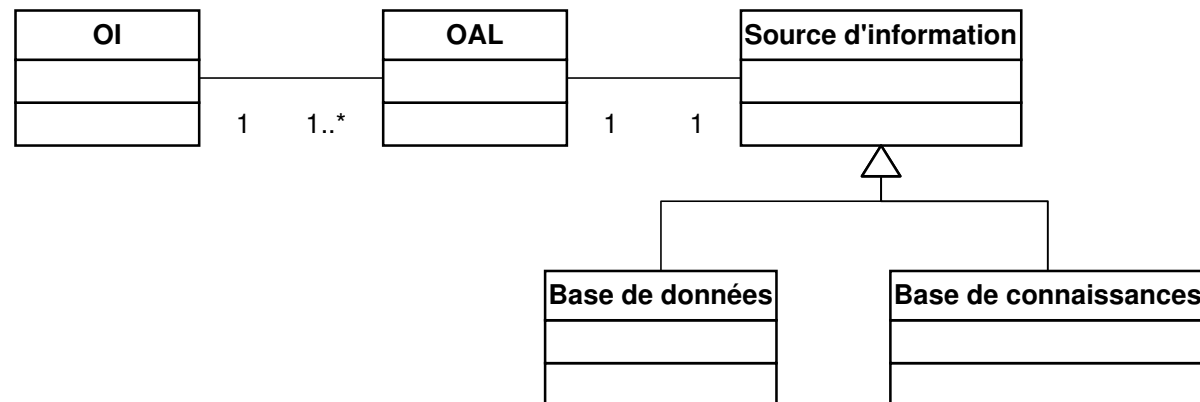 OI
OAL
Source d'information
1
1..*
1
1
Base de données
Base de connaissances